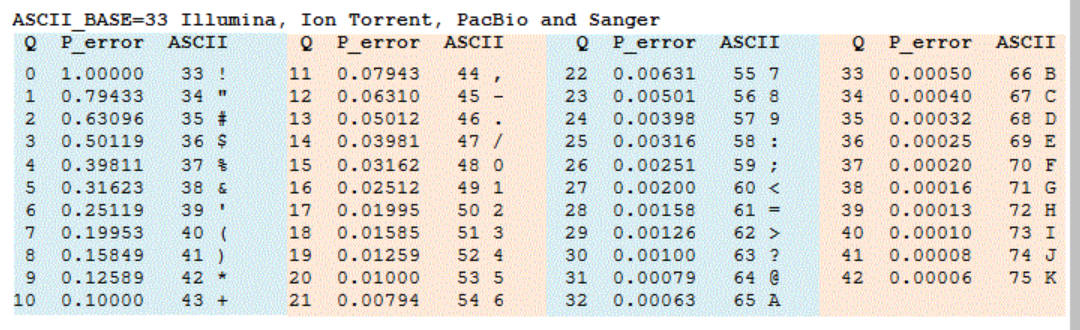 ASCII_BASE=33 Illumina, Ion Torrent, PacBio and Sanger
Q P_error ASCII Q P_error ASCII Q P_error ASCII Q P_error ASCII
0 1.00000 33 ! 11 0.07943 44 , 22 0.00631 55 7 33 0.00050 66 B
1 0.79433 34 " 12 0.06310 45 - 23 0.00501 56 8 34 0.00040 67 C
2 0.63096 35 # 13 0.05012 46 . 24 0.00398 57 9 35 0.00032 68 D
3 0.50119 36 $ 14 0.03981 47 / 25 0.00316 58 : 36 0.00025 69 E
4 0.39811 37 % 15 0.03162 48 0 26 0.00251 59 ; 37 0.00020 70 F
5 0.31623 38 & 16 0.02512 49 1 27 0.00200 60 < 38 0.00016 71 G
6 0.25119 39 ' 17 0.01995 50 2 28 0.00158 61 = 39 0.00013 72 H
7 0.19953 40 ( 18 0.01585 51 3 29 0.00126 62 > 40 0.00010 73 I
8 0.15849 41 ) 19 0.01259 52 4 30 0.00100 63 ? 41 0.00008 74 J
9 0.12589 42 * 20 0.01000 53 5 31 0.00079 64 @ 42 0.00006 75 K
10 0.10000 43 + 21 0.00794 54 6 32 0.00063 65 A